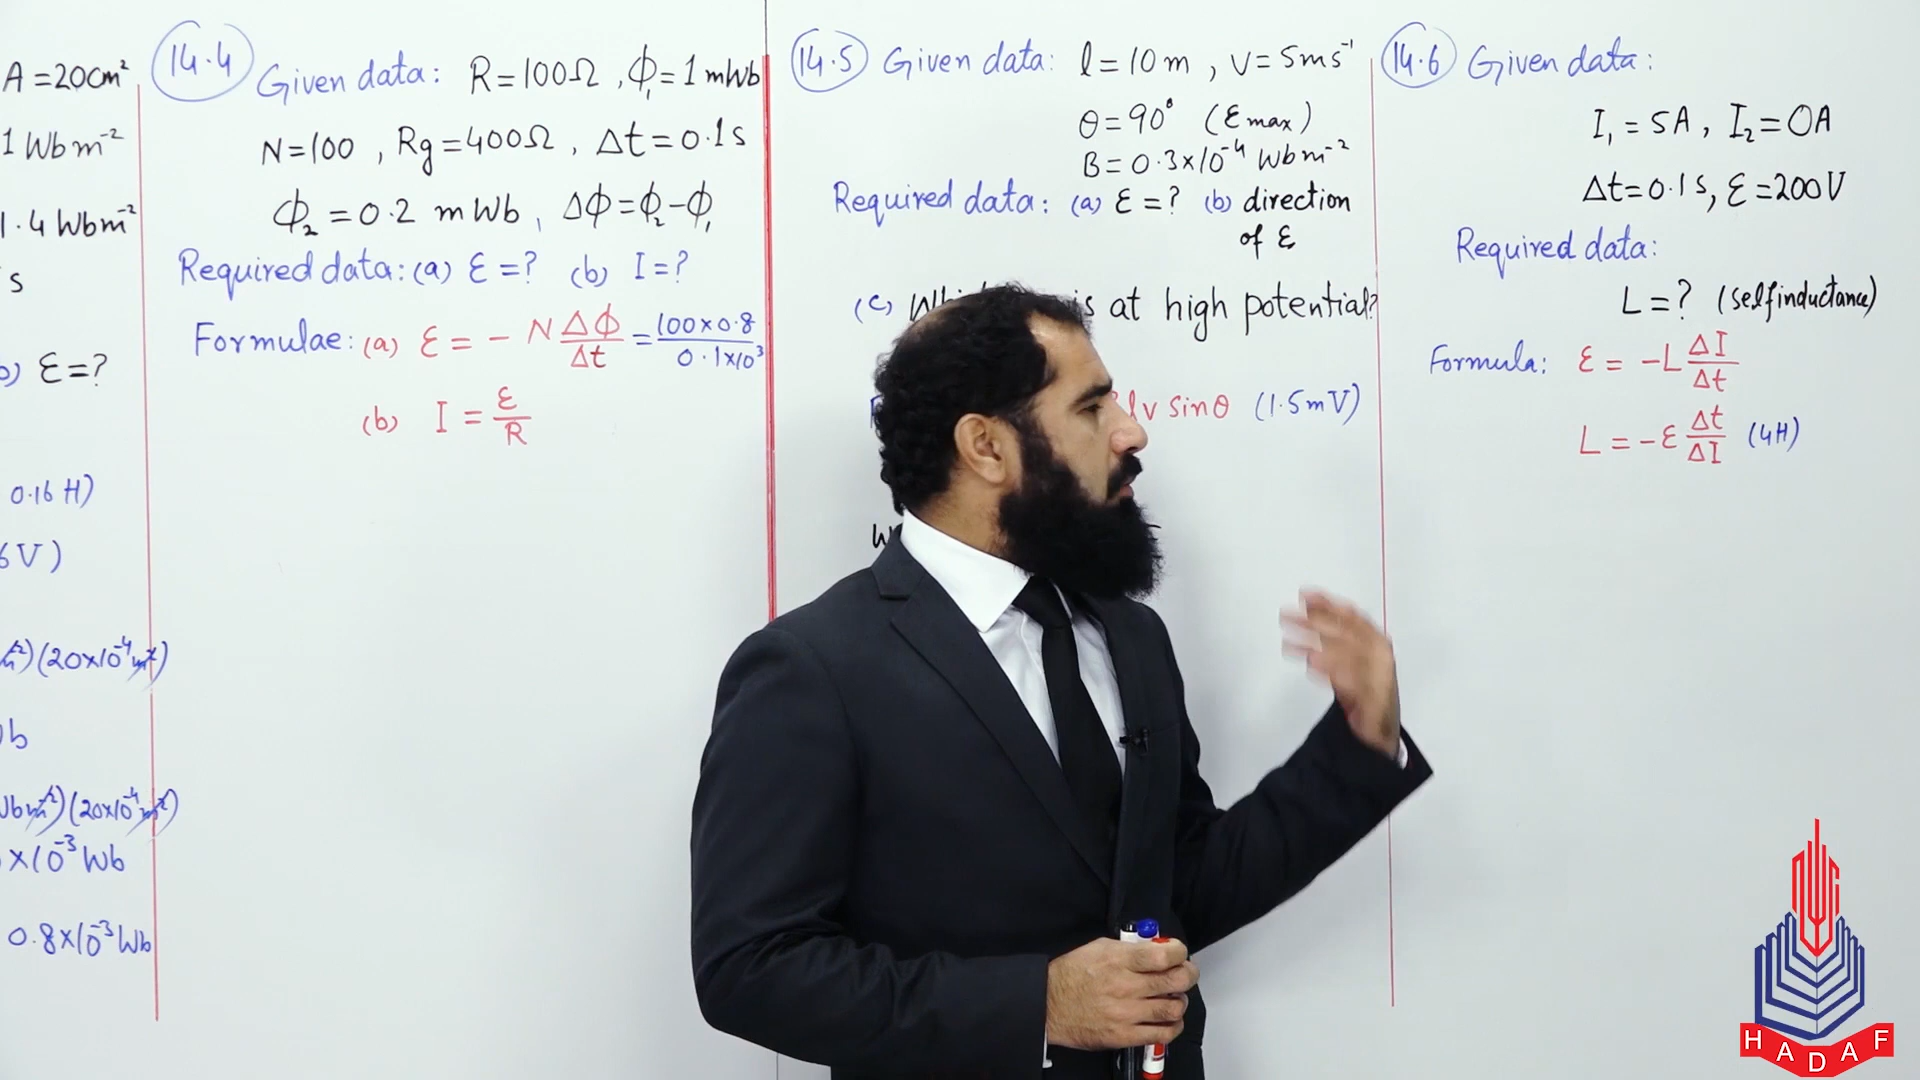 A = 20cm²
1 Wbm⁻²
1.4 Wbm⁻²
s
ε = ?
0.16 H)
6V)
(20×10⁻⁴m²)
(20×10⁻⁴m²)
×10⁻³ Wb
0.8×10⁻³ Wb
14.4 Given data: R = 100Ω, Φ₁ = 1 mWb
N = 100, Rg = 400Ω, Δt = 0.1s
Φ₂ = 0.2 mWb, ΔΦ = Φ₂ - Φ₁
Required data: (a) ε = ? (b) I = ?
Formulae: (a) ε = - N ΔΦ/Δt = 100×0.8/0.1×10³
(b) I = ε/R
14.5 Given data: l = 10 m, v = 5ms⁻¹
θ = 90° (εmax)
B = 0.3×10⁻⁴ Wbm⁻²
Required data: (a) ε = ? (b) direction
of ε
(c) is at high potential?
lv sinθ (1.5mV)
14.6 Given data:
I₁ = 5A, I₂ = 0A
Δt = 0.1s, ε = 200V
Required data:
L = ? (selfinductance)
Formula: ε = -L ΔI/Δt
L = -ε Δt/ΔI (4H)
HADAF